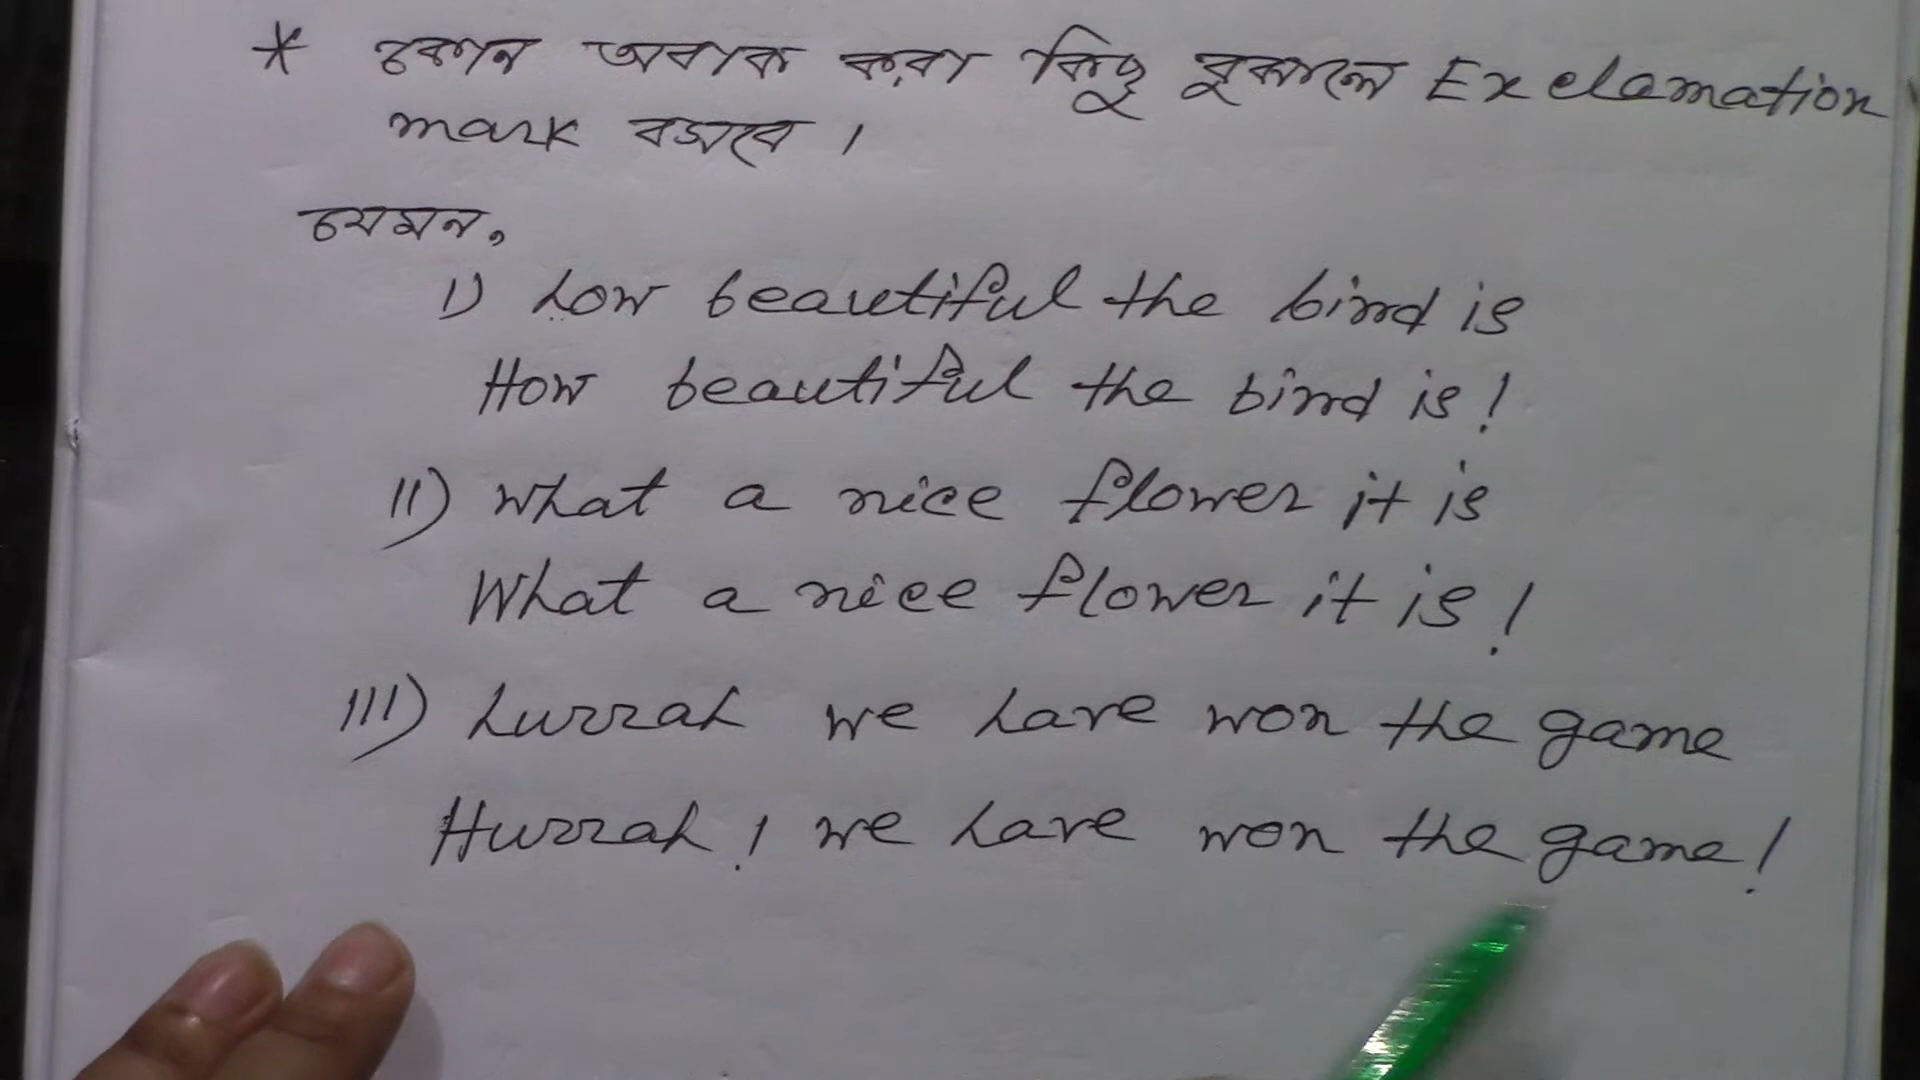 * কোন অবাক করা কিছু বুঝালে Exclamation
mark বসবে।
যেমন,
I) how beautiful the bird is
How beautiful the bird is!
II) what a nice flower it is
What a nice flower it is!
III) hurrah we have won the game
Hurrah! we have won the game!